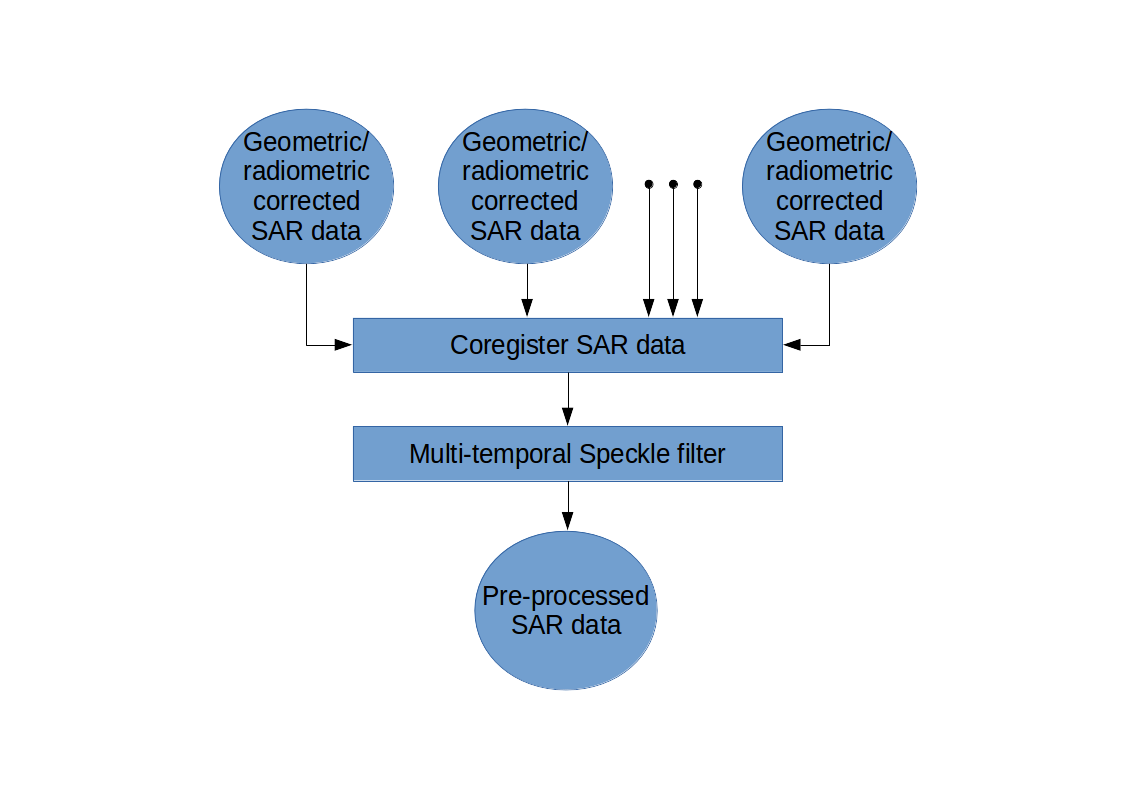 Geometric/
radiometric
corrected
SAR data
Geometric/
radiometric
corrected
SAR data
Geometric/
radiometric
corrected
SAR data
Coregister SAR data
Multi-temporal Speckle filter
Pre-processed
SAR data